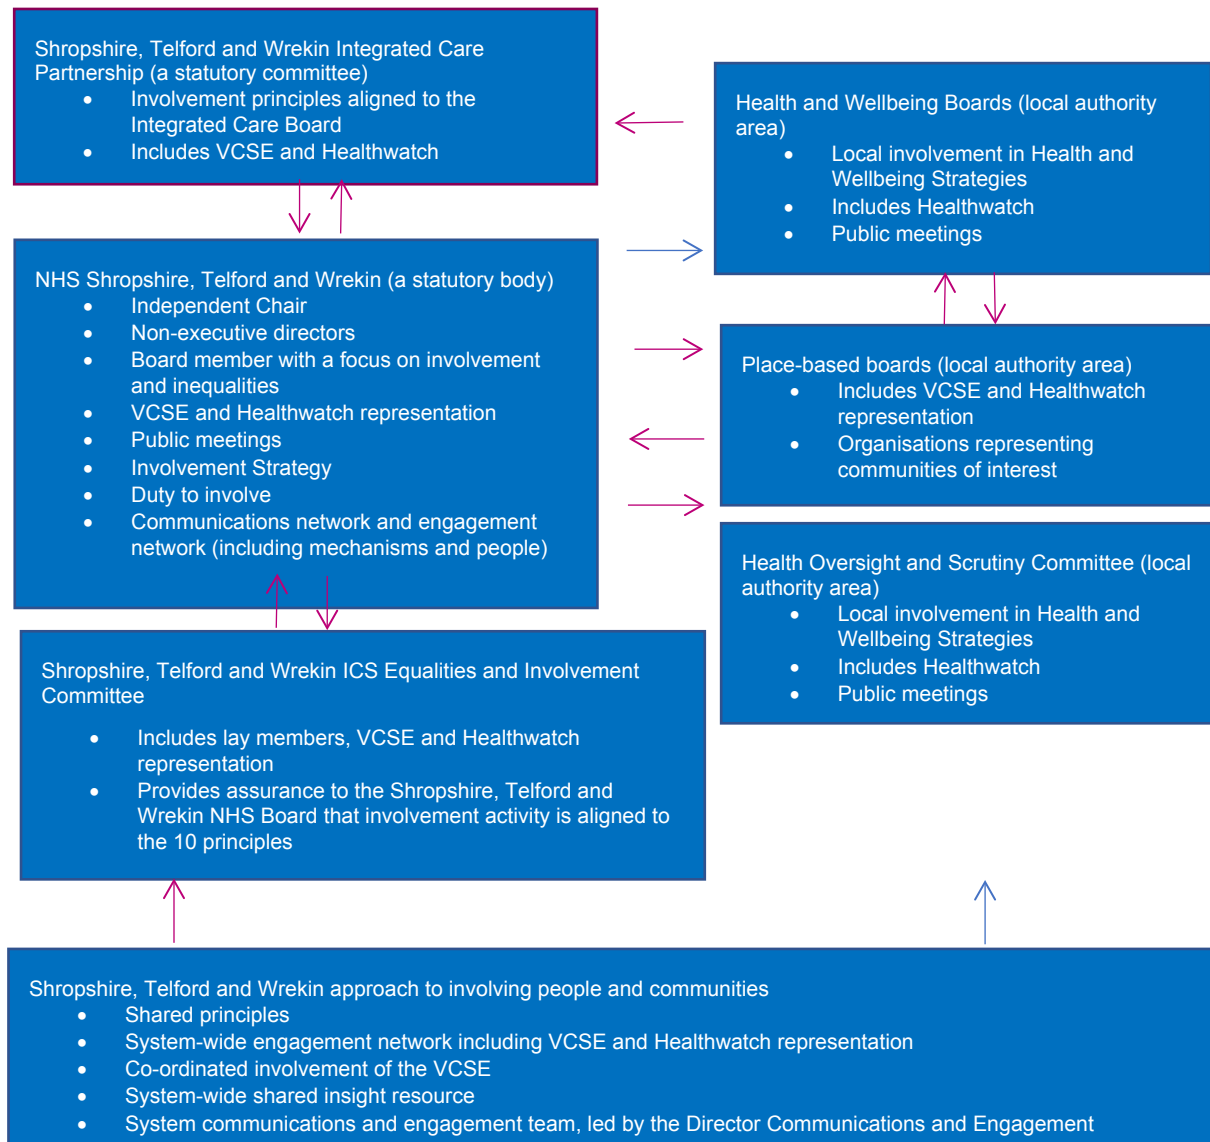 Shropshire, Telford and Wrekin Integrated Care
Partnership (a statutory committee)
• Involvement principles aligned to the
Integrated Care Board
• Includes VCSE and Healthwatch
Health and Wellbeing Boards (local authority
area)
• Local involvement in Health and
Wellbeing Strategies
• Includes Healthwatch
• Public meetings
NHS Shropshire, Telford and Wrekin (a statutory body)
• Independent Chair
• Non-executive directors
• Board member with a focus on involvement
and inequalities
• VCSE and Healthwatch representation
• Public meetings
• Involvement Strategy
• Duty to involve
• Communications network and engagement
network (including mechanisms and people)
Place-based boards (local authority area)
• Includes VCSE and Healthwatch
representation
• Organisations representing
communities of interest
Health Oversight and Scrutiny Committee (local
authority area)
• Local involvement in Health and
Wellbeing Strategies
• Includes Healthwatch
• Public meetings
Shropshire, Telford and Wrekin ICS Equalities and Involvement
Committee
• Includes lay members, VCSE and Healthwatch
representation
• Provides assurance to the Shropshire, Telford and
Wrekin NHS Board that involvement activity is aligned to
the 10 principles
Shropshire, Telford and Wrekin approach to involving people and communities
• Shared principles
• System-wide engagement network including VCSE and Healthwatch representation
• Co-ordinated involvement of the VCSE
• System-wide shared insight resource
• System communications and engagement team, led by the Director Communications and Engagement